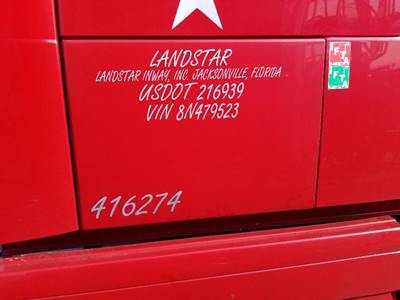 LANDSTAR
LANDSTAR INWAY, INC. JACKSONVILLE, FLORIDA
USDOT 216939
VIN 8N479523
416274